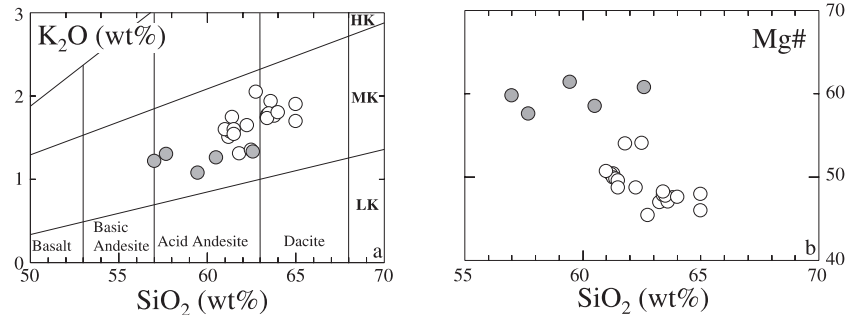 K₂O (wt%)
HK
MK
LK
3
2
1
0
Basalt
Basic
Andesite
Acid Andesite
Dacite
a
50
55
60
65
70
SiO₂ (wt%)
Mg#
70
60
50
40
b
55
60
65
70
SiO₂ (wt%)